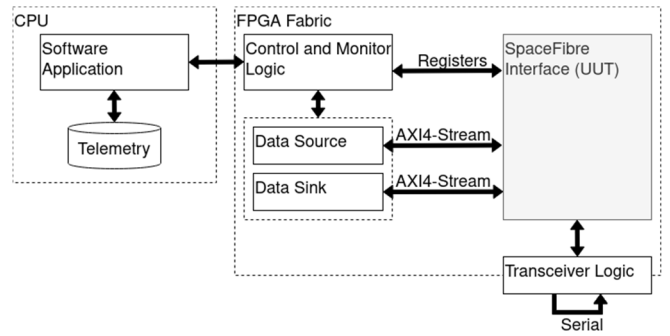 CPU
Software
Application
Telemetry
FPGA Fabric
Control and Monitor
Logic
Registers
SpaceFibre
Interface (UUT)
Data Source
AXI4-Stream
Data Sink
AXI4-Stream
Transceiver Logic
Serial